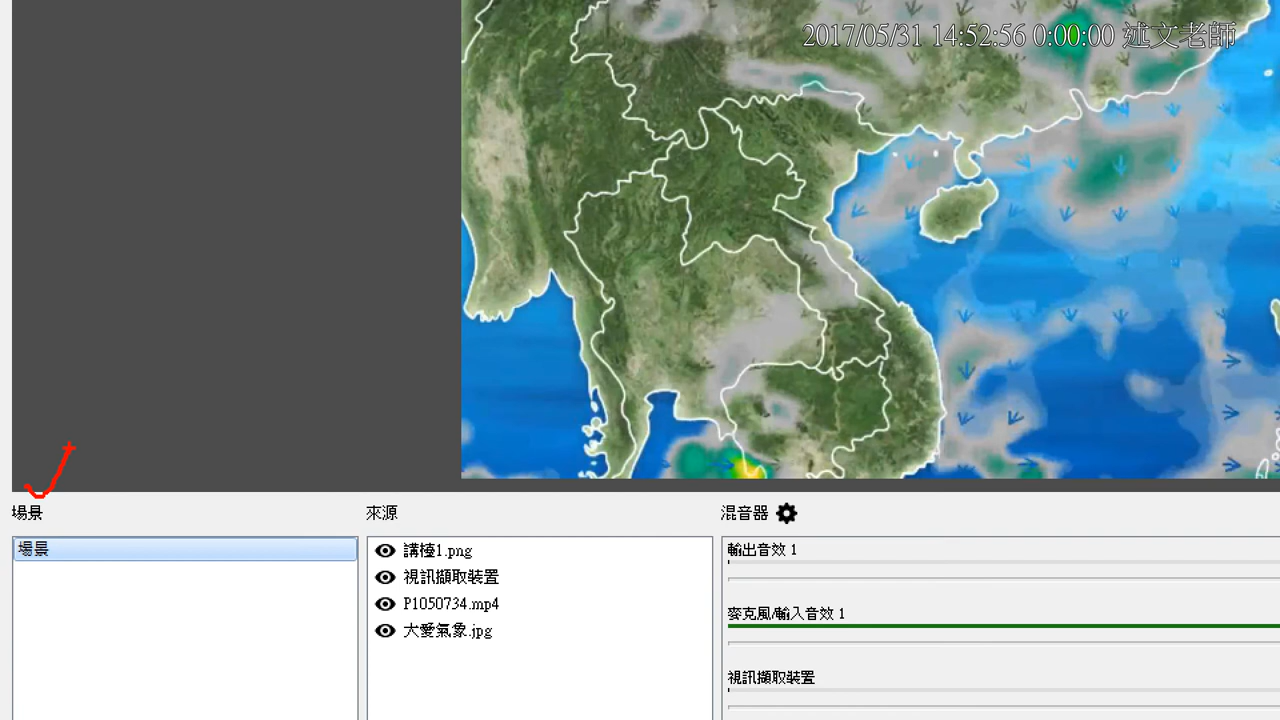 2017/05/31 14:52:56 0:00:00 述文老師
場景
來源
混音器
場景
講檯1.png
視訊擷取裝置
P1050734.mp4
大愛氣象.jpg
輸出音效 1
麥克風/輸入音效 1
視訊擷取裝置